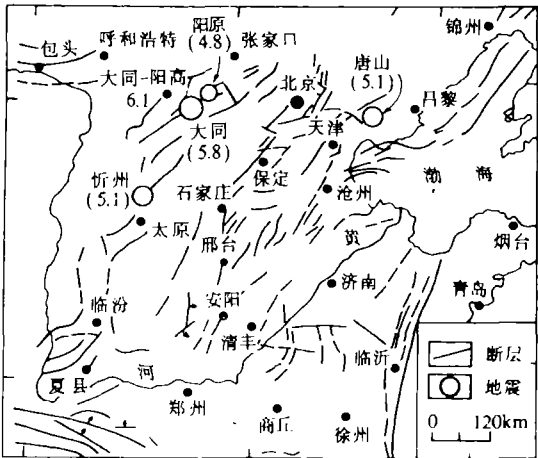 锦州
阳原
(4.8)
呼和浩特
张家口
包头
大同-阳高
6.1
北京
唐山
(5.1)
昌黎
大同
(5.8)
天津
保定
渤海
忻州
(5.1)
石家庄
沧州
太原
邢台
黄
烟台
济南
青岛
临汾
安阳
清丰
临沂
断层
夏县
河
地震
郑州
商丘
徐州
0 120km